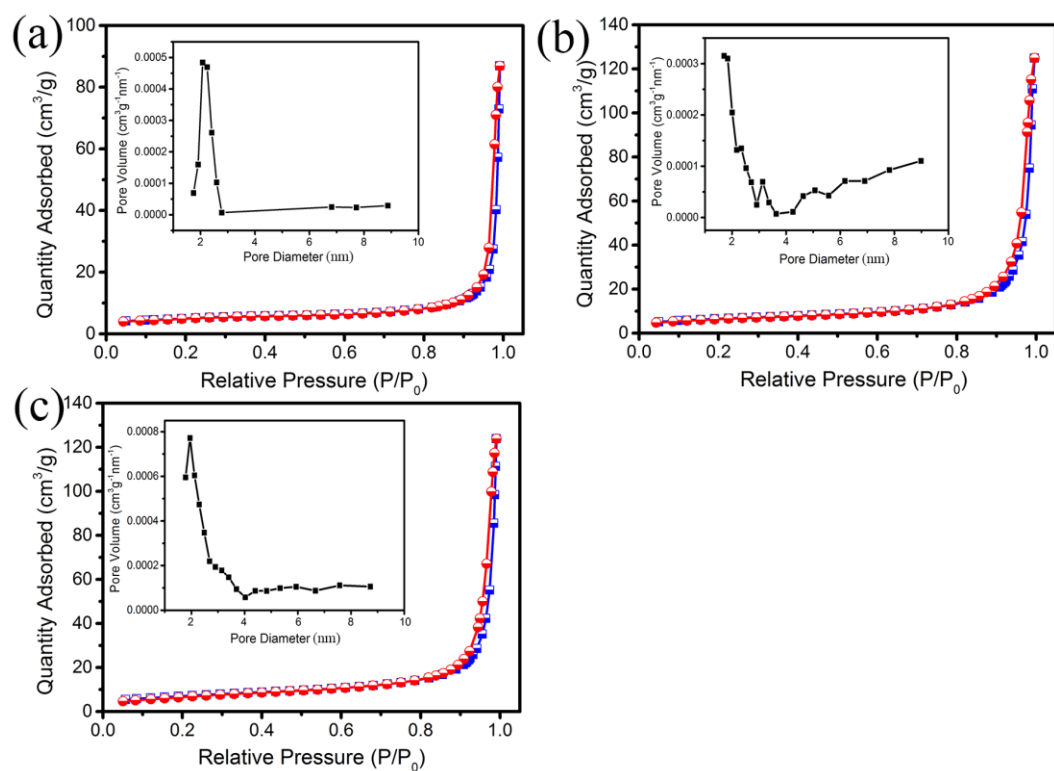 (a)
100
80
60
40
20
0
Quantity Adsorbed (cm³/g)
0.0 0.2 0.4 0.6 0.8 1.0
Relative Pressure (P/P₀)
0.0005
0.0004
0.0003
0.0002
0.0001
0.0000
Pore Volume (cm³g⁻¹nm⁻¹)
2 4 6 8 10
Pore Diameter (nm)
(b)
140
120
100
80
60
40
20
0
Quantity Adsorbed (cm³/g)
0.0 0.2 0.4 0.6 0.8 1.0
Relative Pressure (P/P₀)
0.0003
0.0002
0.0001
0.0000
Pore Volume (cm³g⁻¹nm⁻¹)
2 4 6 8 10
Pore Diameter (nm)
(c)
140
120
100
80
60
40
20
0
Quantity Adsorbed (cm³/g)
0.0 0.2 0.4 0.6 0.8 1.0
Relative Pressure (P/P₀)
0.0008
0.0006
0.0004
0.0002
0.0000
Pore Volume (cm³g⁻¹nm⁻¹)
2 4 6 8 10
Pore Diameter (nm)